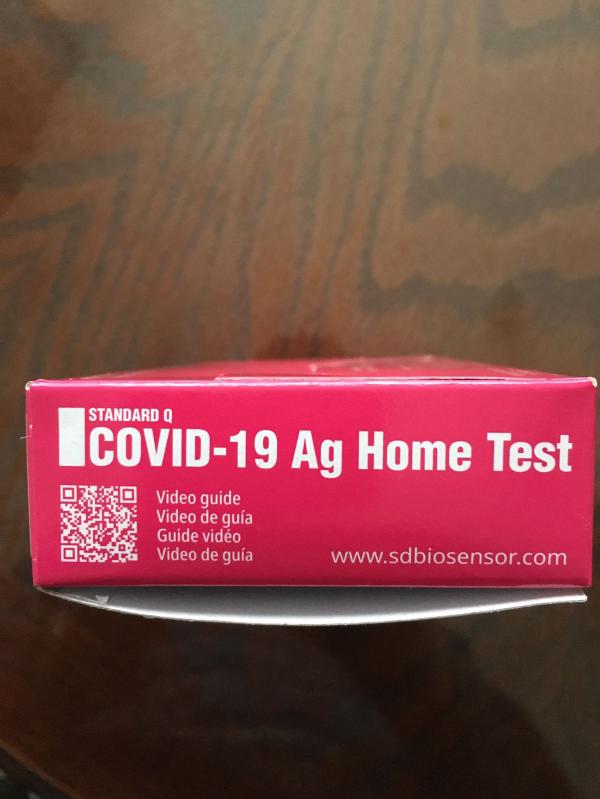 STANDARD Q
COVID-19 Ag Home Test
Video guide
Video de guía
Guide vidéo
Video de guía
www.sdbiosensor.com